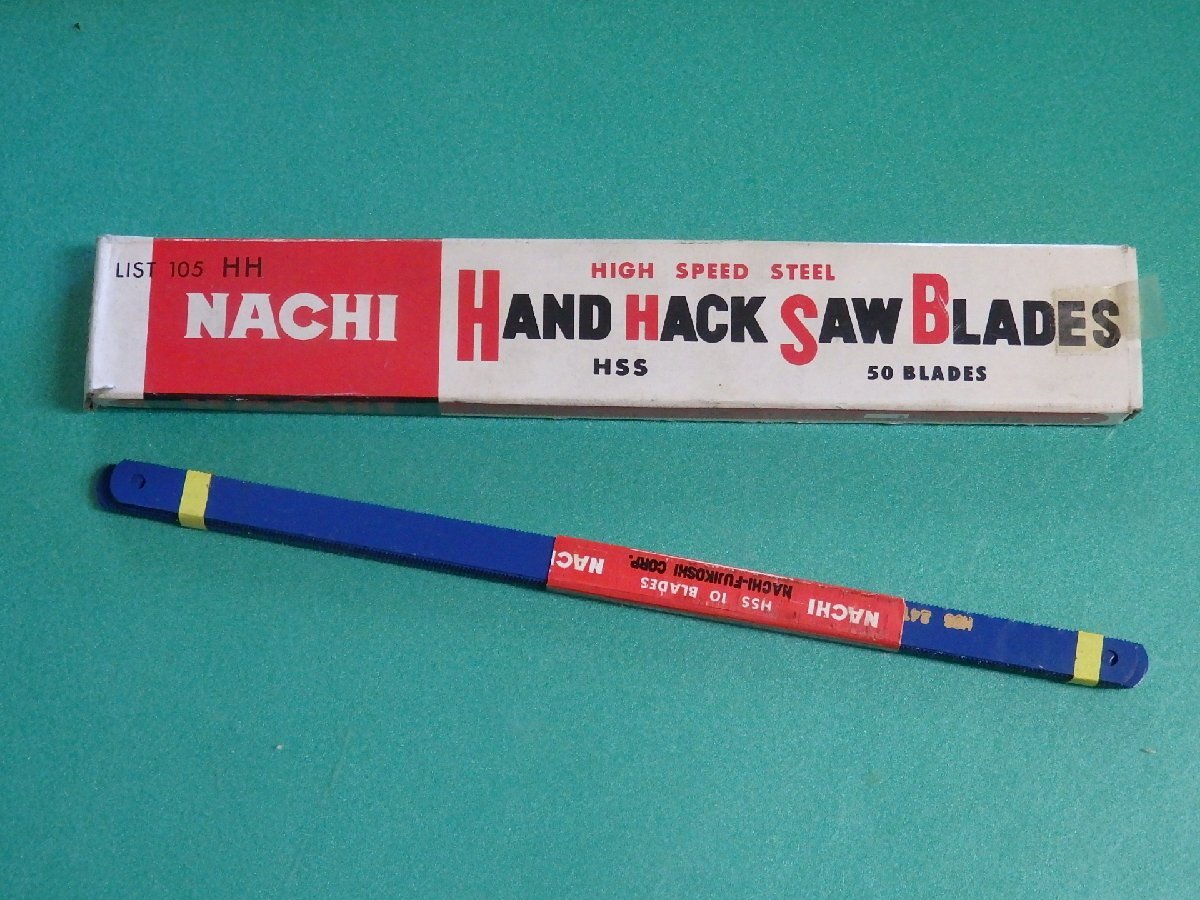 LIST 105 HH
NACHI
HIGH SPEED STEEL
HAND HACK SAW BLADES
HSS
50 BLADES
NACHI
HSS 10 BLADES
NACHI-FUJIKOSHI CORP.
NACHI
HSS